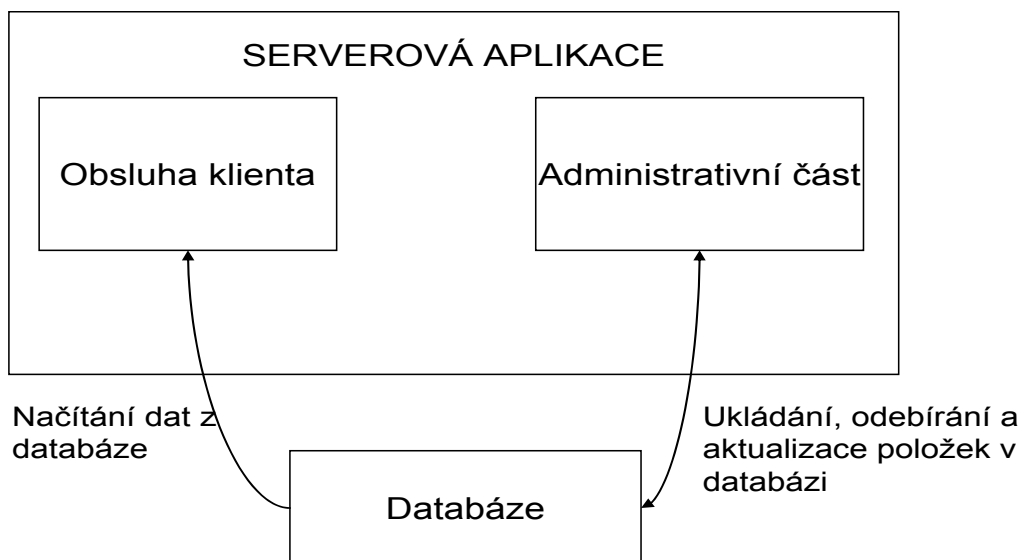 SERVEROVÁ APLIKACE
Obsluha klienta
Administrativní část
Načítání dat z
databáze
Ukládání, odebírání a
aktualizace položek v
databázi
Databáze